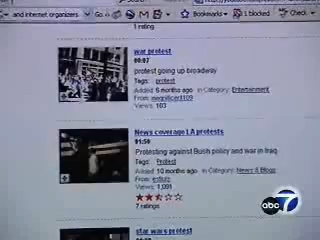 and internet organizers
Search
Bookmarks
1 blocked
Check
1 rating
war protest
00:07
protest going up broadway
Tags: protest
Added: 6 months ago in Category: Entertainment
From: magnificent109
Views: 103
News coverage LA protests
01:50
Protesting against Bush policy and war in Iraq
Tags: Protest
Added: 10 months ago in Category: News & Blogs
From:
Views: 1,091
7 ratings
abc 7
star wars protest